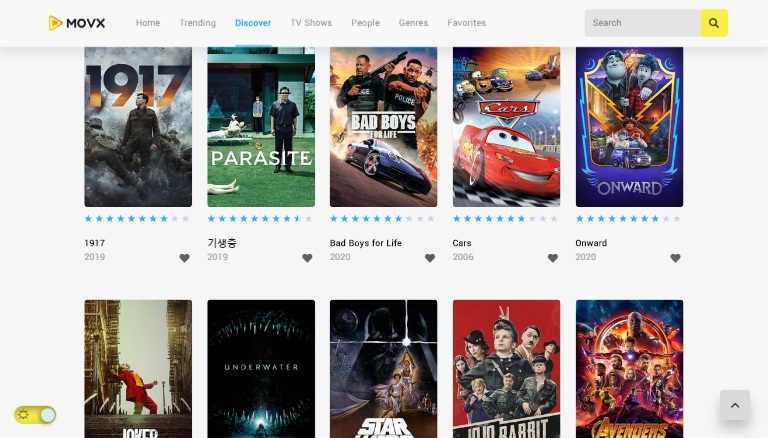 MOVX
Home Trending Discover TV Shows People Genres Favorites
Search
1917
PARASITE
POLICE
POLICE
BAD BOYS
FOR LIFE
Cars
ONWARD
1917
기생충
Bad Boys for Life
Cars
Onward
2019
2019
2020
2006
2020
UNDERWATER
JOKER
STAR
JOJO RABBIT
AVENGERS